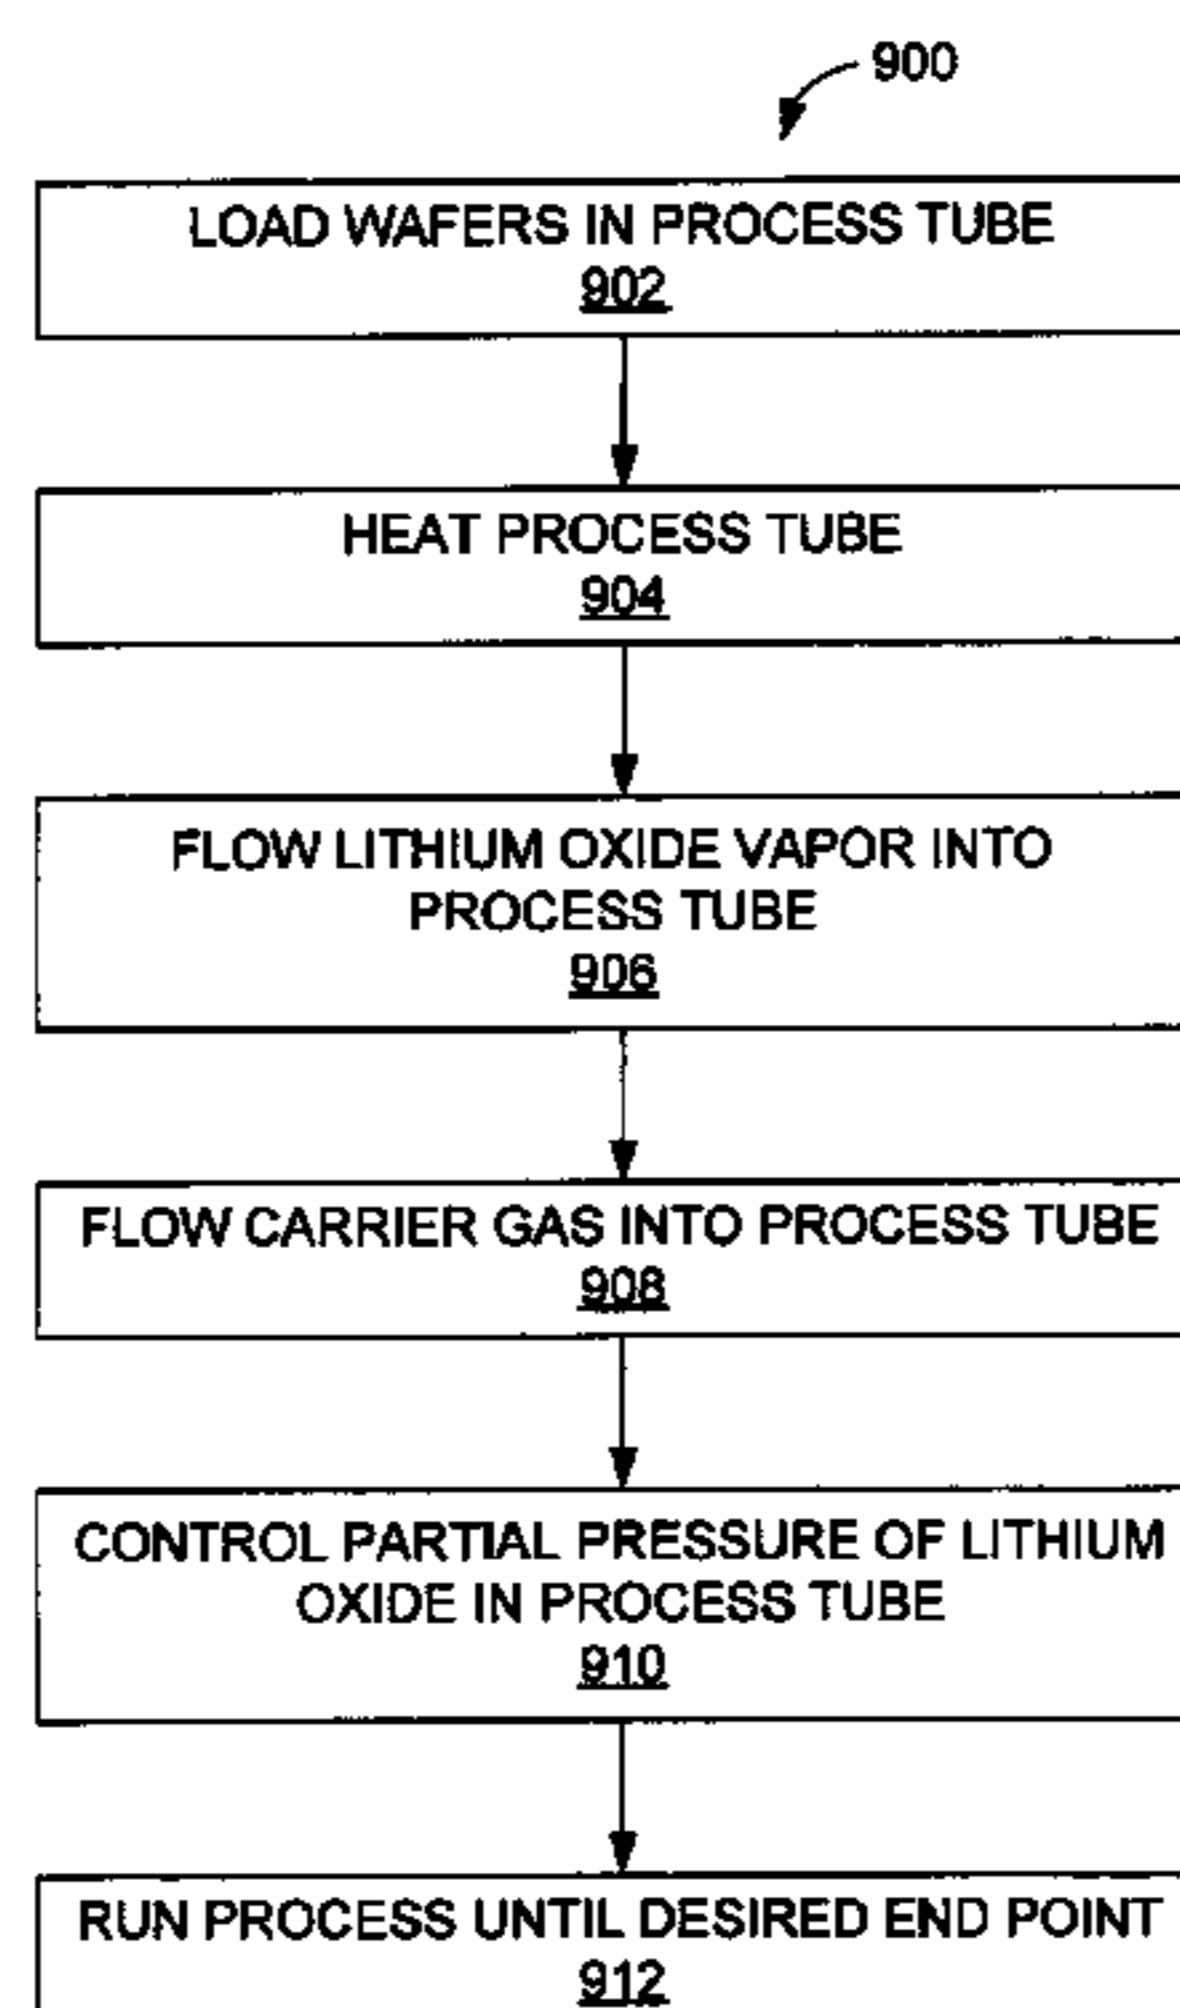 900
LOAD WAFERS IN PROCESS TUBE
902
HEAT PROCESS TUBE
904
FLOW LITHIUM OXIDE VAPOR INTO
PROCESS TUBE
906
FLOW CARRIER GAS INTO PROCESS TUBE
908
CONTROL PARTIAL PRESSURE OF LITHIUM
OXIDE IN PROCESS TUBE
910
RUN PROCESS UNTIL DESIRED END POINT
912